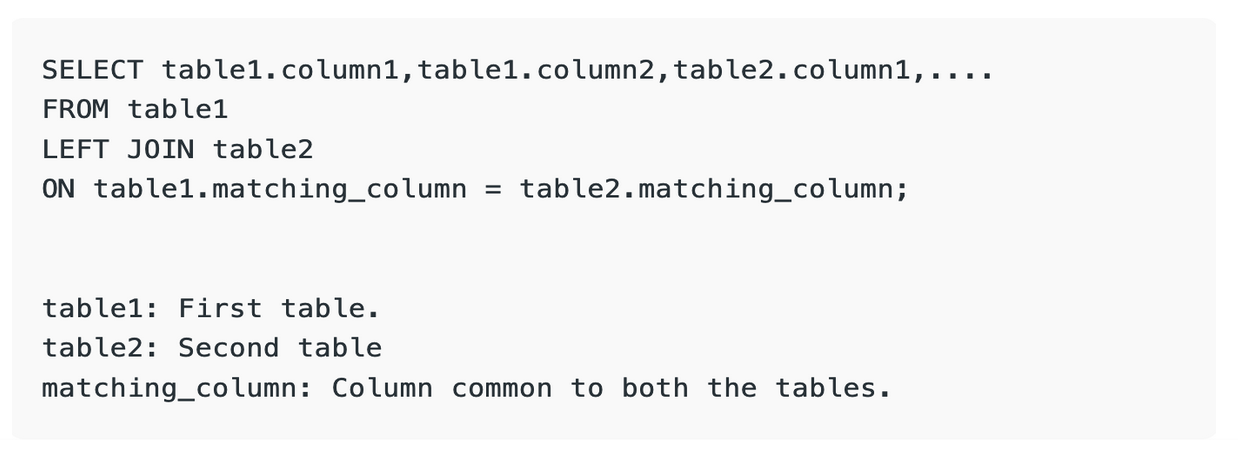 SELECT table1.column1,table1.column2,table2.column1,....
FROM table1
LEFT JOIN table2
ON table1.matching_column = table2.matching_column;
table1: First table.
table2: Second table
matching_column: Column common to both the tables.